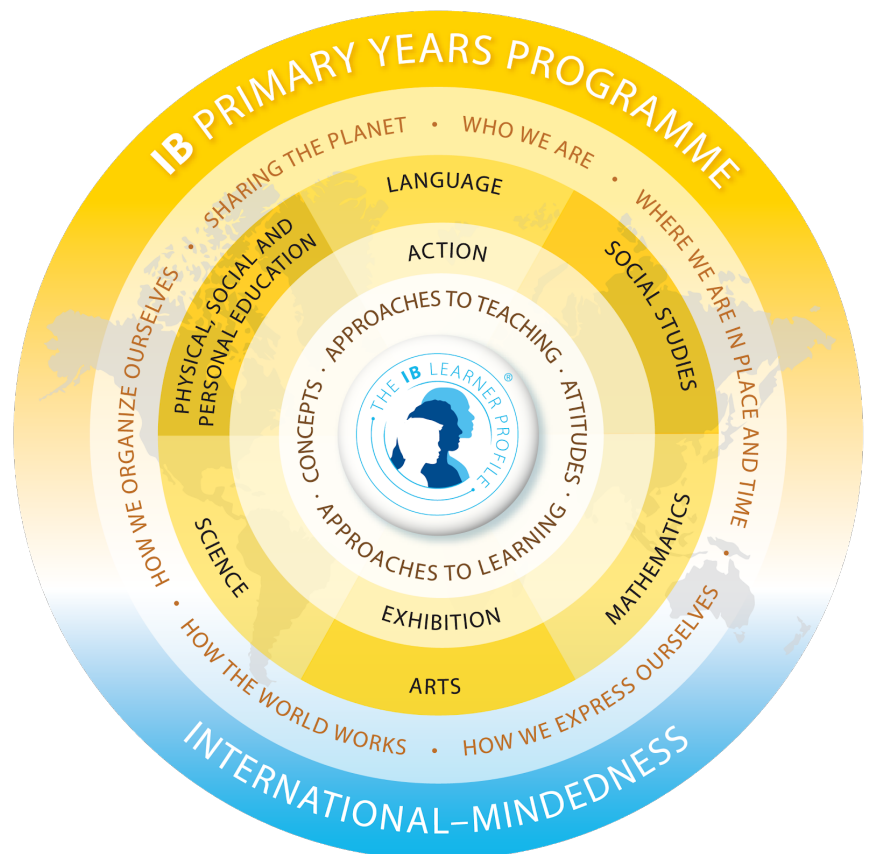 IB PRIMARY YEARS PROGRAMME
SHARING THE PLANET • WHO WE ARE • WHERE WE ARE IN PLACE AND TIME • HOW WE EXPRESS OURSELVES • HOW THE WORLD WORKS • HOW WE ORGANIZE OURSELVES •
LANGUAGE
SOCIAL STUDIES
MATHEMATICS
ARTS
SCIENCE
PHYSICAL, SOCIAL AND
PERSONAL EDUCATION
ACTION
EXHIBITION
APPROACHES TO TEACHING · ATTITUDES · APPROACHES TO LEARNING · CONCEPTS ·
• THE IB LEARNER PROFILE • ®
INTERNATIONAL–MINDEDNESS